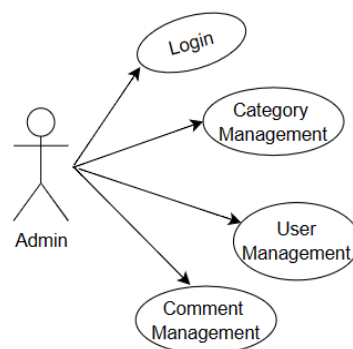 Login
Category
Management
Admin
User
Management
Comment
Management